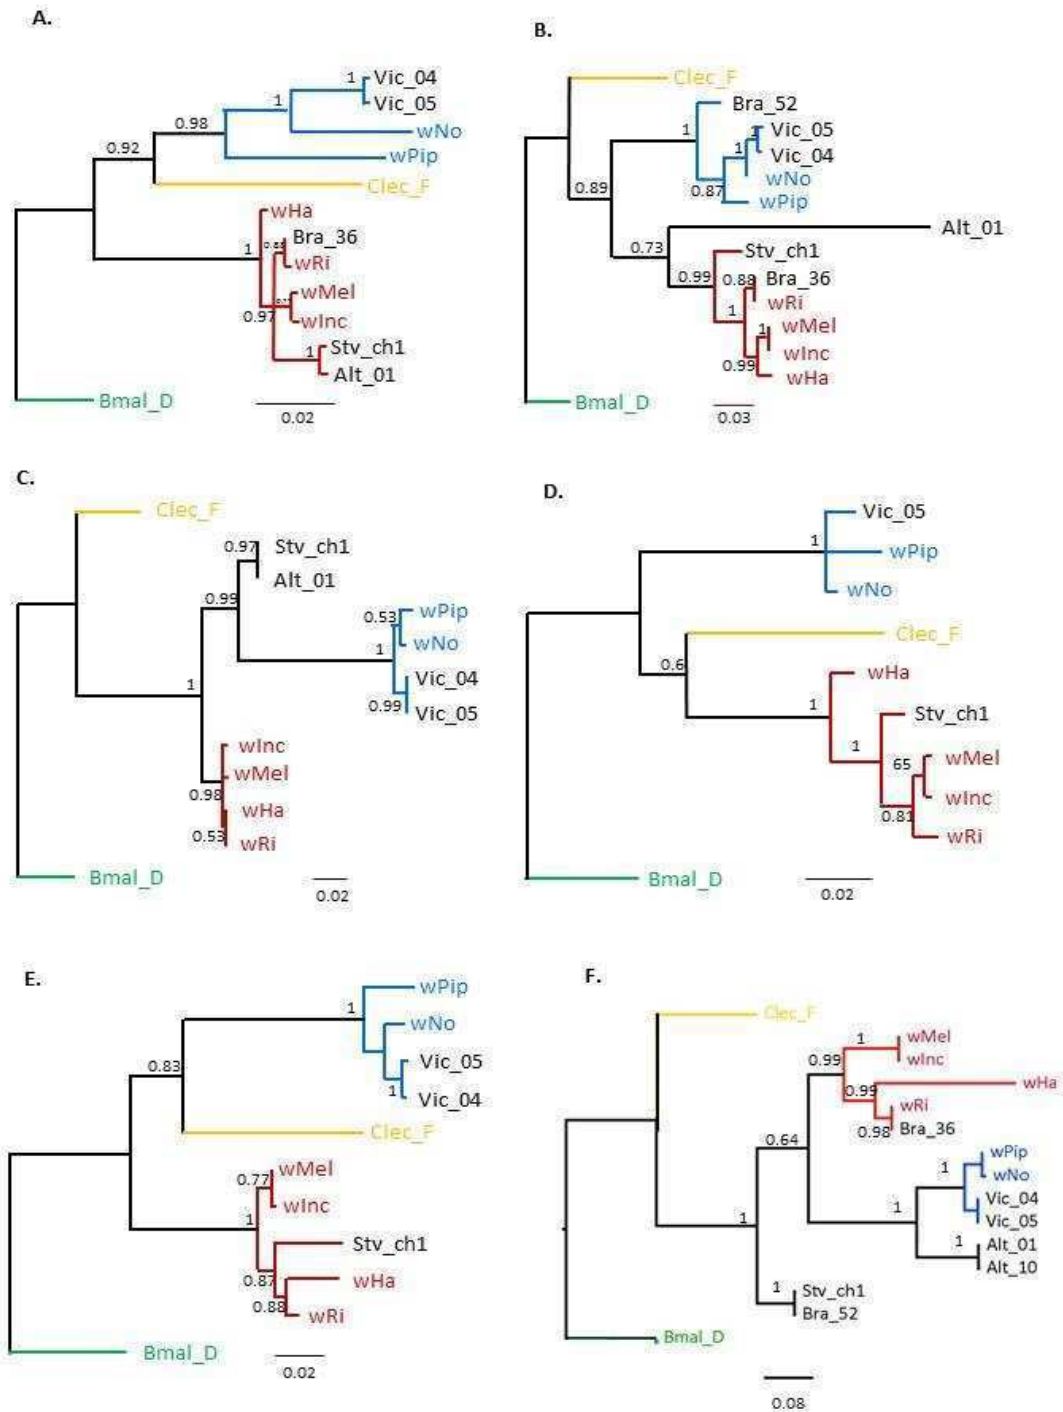 A.
1
Vic_04
Vic_05
1
0.98
wNo
0.92
wPip
Clec_F
wHa
Bra_36
1
wRi
wMel
0.97
wInc
Stv_ch1
1
Alt_01
Bmal_D
0.02
B.
Clec_F
Bra_52
1
Vic_05
1
1
Vic_04
0.87
wNo
wPip
0.89
Alt_01
0.73
Stv_ch1
0.99
0.88
Bra_36
wRi
1
wMel
1
wInc
0.99
wHa
Bmal_D
0.03
C.
Clec_F
0.97
Stv_ch1
Alt_01
0.99
0.53
wPip
wNo
1
Vic_04
0.99
Vic_05
1
wInc
wMel
0.98
wHa
0.53
wRi
Bmal_D
0.02
D.
Vic_05
1
wPip
wNo
Clec_F
0.6
wHa
1
Stv_ch1
1
65
wMel
wInc
0.81
wRi
Bmal_D
0.02
E.
wPip
1
wNo
Vic_05
1
Vic_04
0.83
Clec_F
wMel
0.77
wInc
1
Stv_ch1
0.87
wHa
0.88
wRi
Bmal_D
0.02
F.
Clec_F
1
wMel
wInc
0.99
wHa
0.99
wRi
0.98
Bra_36
0.64
wPip
1
wNo
Vic_04
1
Vic_05
1
Alt_01
Alt_10
1
1
Stv_ch1
Bra_52
Bmal_D
0.08